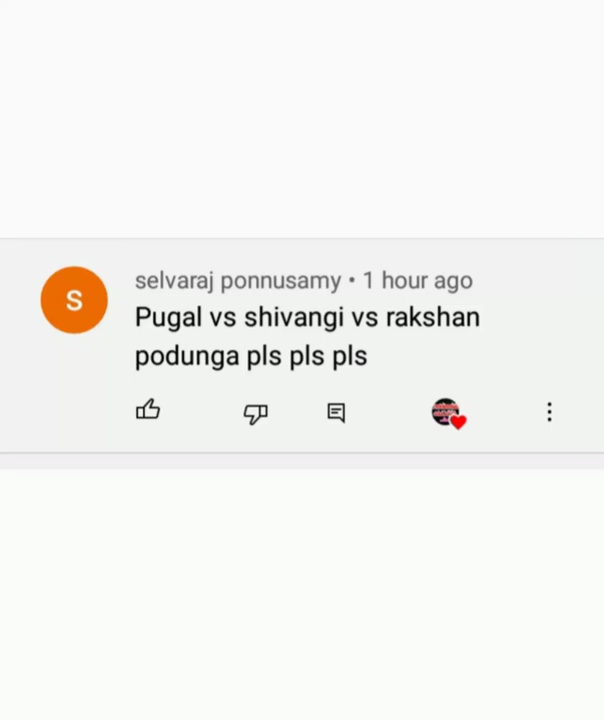 S
selvaraj ponnusamy • 1 hour ago
Pugal vs shivangi vs rakshan
podunga pls pls pls